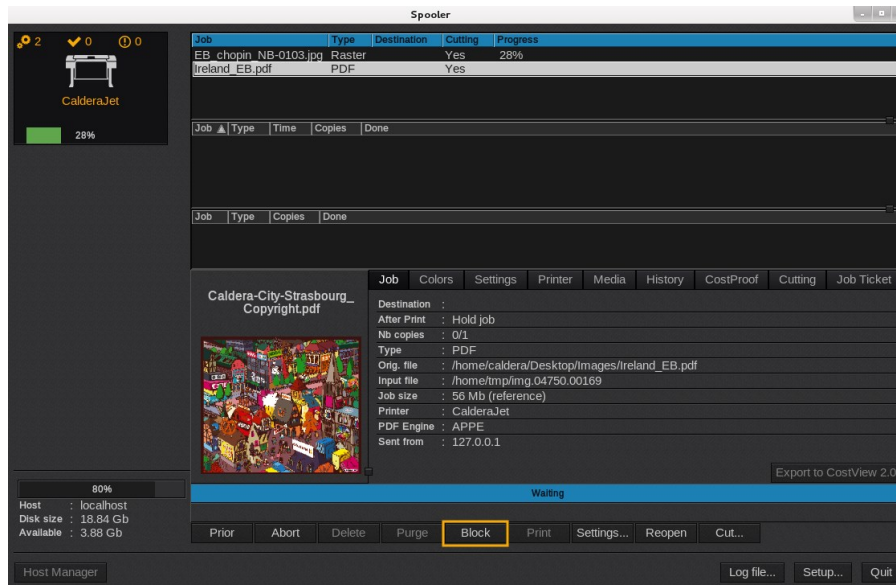 Spooler
2 0 0
CalderaJet
28%
Job Type Destination Cutting Progress
EB_chopin_NB-0103.jpg Raster Yes 28%
Ireland_EB.pdf PDF Yes
Job Type Time Copies Done
Job Type Copies Done
Caldera-City-Strasbourg_
Copyright.pdf
Job Colors Settings Printer Media History CostProof Cutting Job Ticket
Destination :
After Print : Hold job
Nb copies : 0/1
Type : PDF
Orig. file : /home/caldera/Desktop/Images/Ireland_EB.pdf
Input file : /home/tmp/img.04750.00169
Job size : 56 Mb (reference)
Printer : CalderaJet
PDF Engine : APPE
Sent from : 127.0.0.1
Export to CostView 2.0
80%
Host : localhost
Disk size : 18.84 Gb
Available : 3.88 Gb
Waiting
Prior Abort Delete Purge Block Print Settings... Reopen Cut...
Host Manager Log file... Setup... Quit